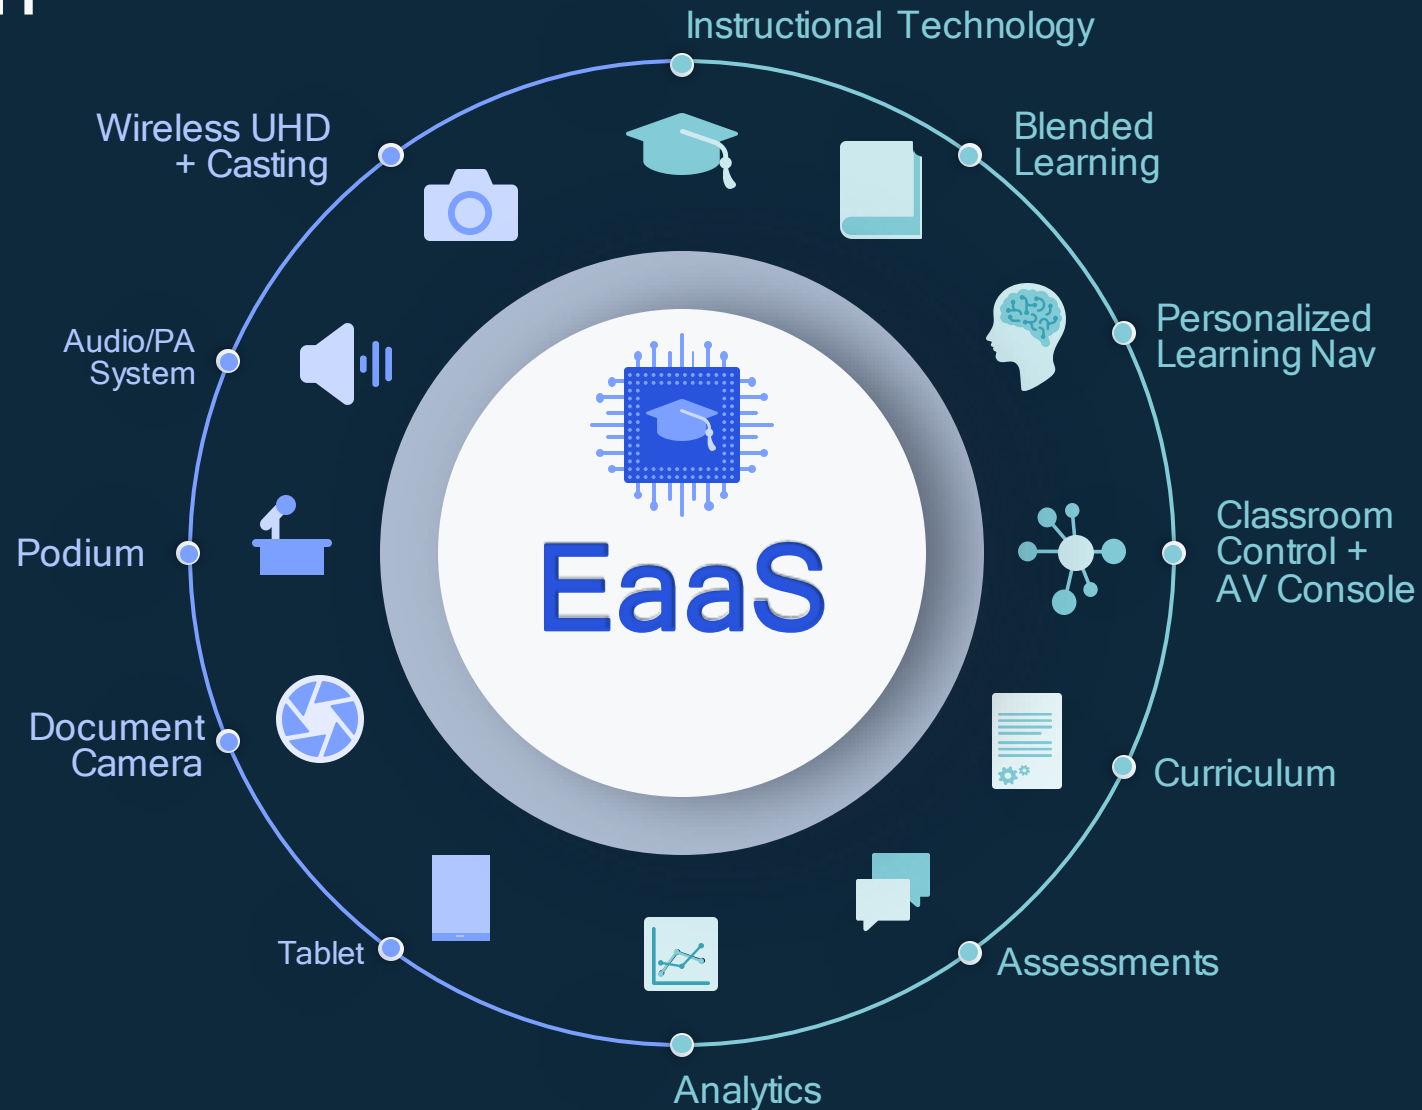 Instructional Technology
Wireless UHD
+ Casting
Blended
Learning
Audio/PA
System
Personalized
Learning Nav
Podium
EaaS
Classroom
Control +
AV Console
Document
Camera
Curriculum
Tablet
Assessments
Analytics